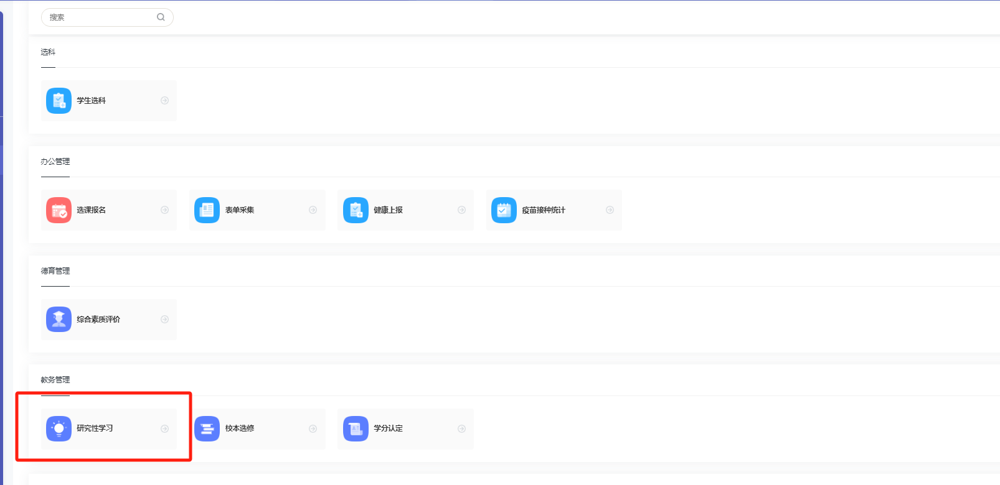 搜索
选科
学生选科
办公管理
选课报名
表单采集
健康上报
疫苗接种统计
德育管理
综合素质评价
教务管理
研究性学习
校本选修
学分认定